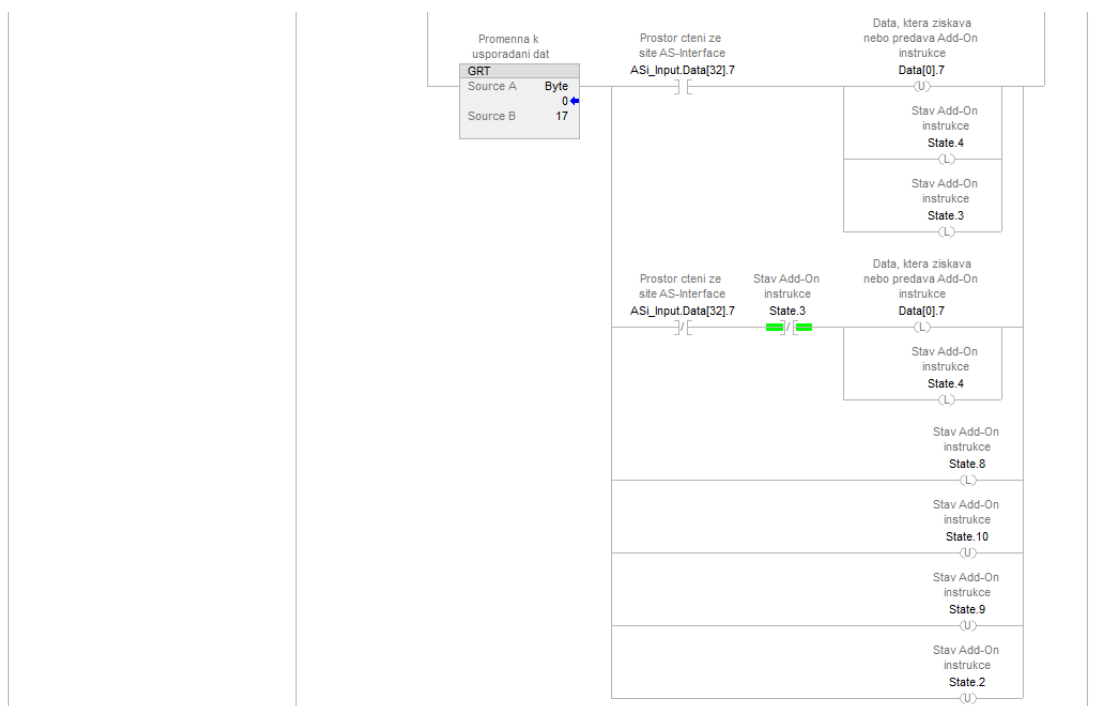 Promenna k
usporadani dat
GRT
Source A Byte
0
Source B 17
Prostor cteni ze
site AS-Interface
ASi_Input.Data[32].7
Data, ktera ziskava
nebo predava Add-On
instrukce
Data[0].7
U
Stav Add-On
instrukce
State.4
L
Stav Add-On
instrukce
State.3
L
Prostor cteni ze
site AS-Interface
ASi_Input.Data[32].7
Stav Add-On
instrukce
State.3
Data, ktera ziskava
nebo predava Add-On
instrukce
Data[0].7
L
Stav Add-On
instrukce
State.4
L
Stav Add-On
instrukce
State.8
L
Stav Add-On
instrukce
State.10
U
Stav Add-On
instrukce
State.9
U
Stav Add-On
instrukce
State.2
U